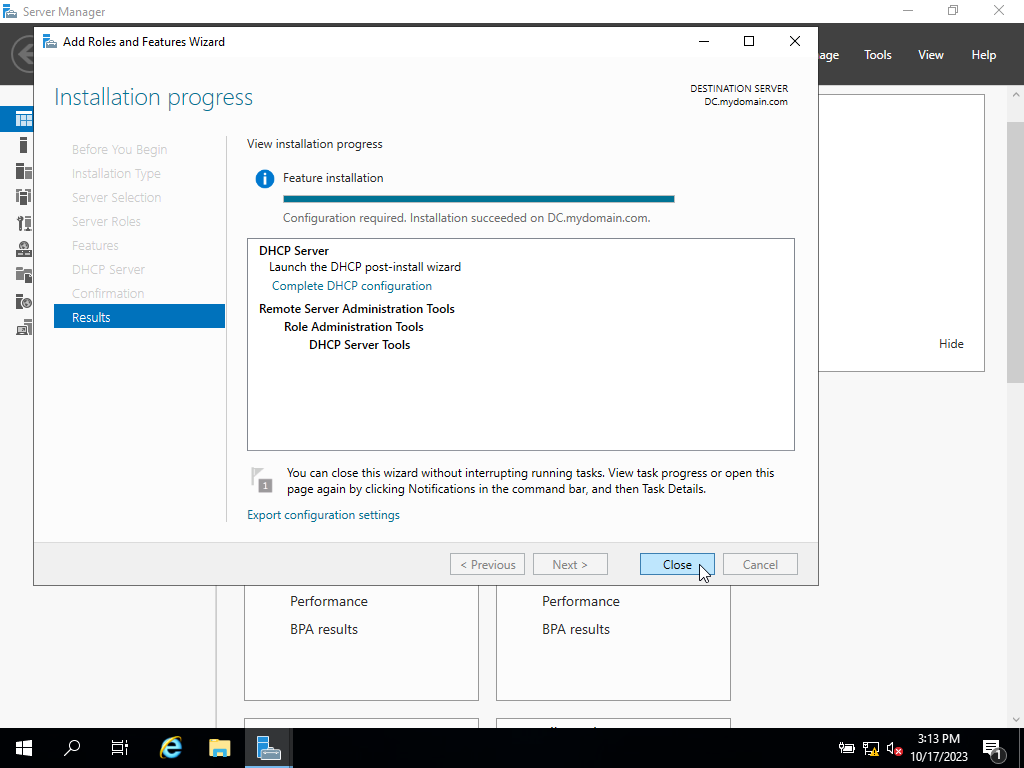 Server Manager
Add Roles and Features Wizard
age
Tools
View
Help
Installation progress
DESTINATION SERVER
DC.mydomain.com
Before You Begin
Installation Type
Server Selection
Server Roles
Features
DHCP Server
Confirmation
Results
View installation progress
Feature installation
Configuration required. Installation succeeded on DC.mydomain.com.
DHCP Server
Launch the DHCP post-install wizard
Complete DHCP configuration
Remote Server Administration Tools
Role Administration Tools
DHCP Server Tools
Hide
1
You can close this wizard without interrupting running tasks. View task progress or open this
page again by clicking Notifications in the command bar, and then Task Details.
Export configuration settings
< Previous
Next >
Close
Cancel
Performance
BPA results
Performance
BPA results
3:13 PM
10/17/2023
1